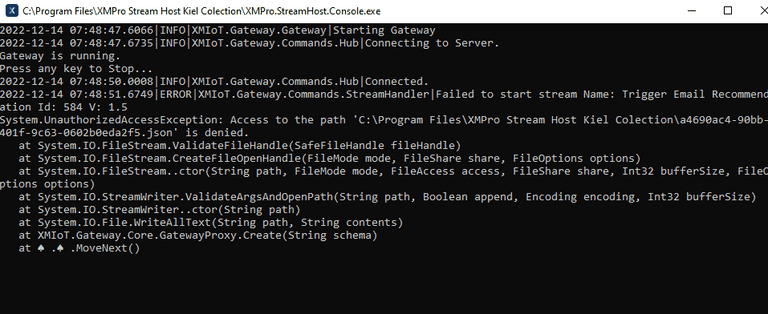 C:\Program Files\XMPro Stream Host Kiel Colection\XMPro.StreamHost.Console.exe
2022-12-14 07:48:47.6066|INFO|XMIoT.Gateway.Gateway|Starting Gateway
2022-12-14 07:48:47.6735|INFO|XMIoT.Gateway.Commands.Hub|Connecting to Server.
Gateway is running.
Press any key to Stop...
2022-12-14 07:48:50.0008|INFO|XMIoT.Gateway.Commands.Hub|Connected.
2022-12-14 07:48:51.6749|ERROR|XMIoT.Gateway.Commands.StreamHandler|Failed to start stream Name: Trigger Email Recommend
ation Id: 584 V: 1.5
System.UnauthorizedAccessException: Access to the path 'C:\Program Files\XMPro Stream Host Kiel Colection\a4690ac4-90bb-
401f-9c63-0602b0eda2f5.json' is denied.
   at System.IO.FileStream.ValidateFileHandle(SafeFileHandle fileHandle)
   at System.IO.FileStream.CreateFileOpenHandle(FileMode mode, FileShare share, FileOptions options)
   at System.IO.FileStream..ctor(String path, FileMode mode, FileAccess access, FileShare share, Int32 bufferSize, FileO
ptions options)
   at System.IO.StreamWriter.ValidateArgsAndOpenPath(String path, Boolean append, Encoding encoding, Int32 bufferSize)
   at System.IO.StreamWriter..ctor(String path)
   at System.IO.File.WriteAllText(String path, String contents)
   at XMIoT.Gateway.Core.GatewayProxy.Create(String schema)
   at ♠ .♠ .MoveNext()